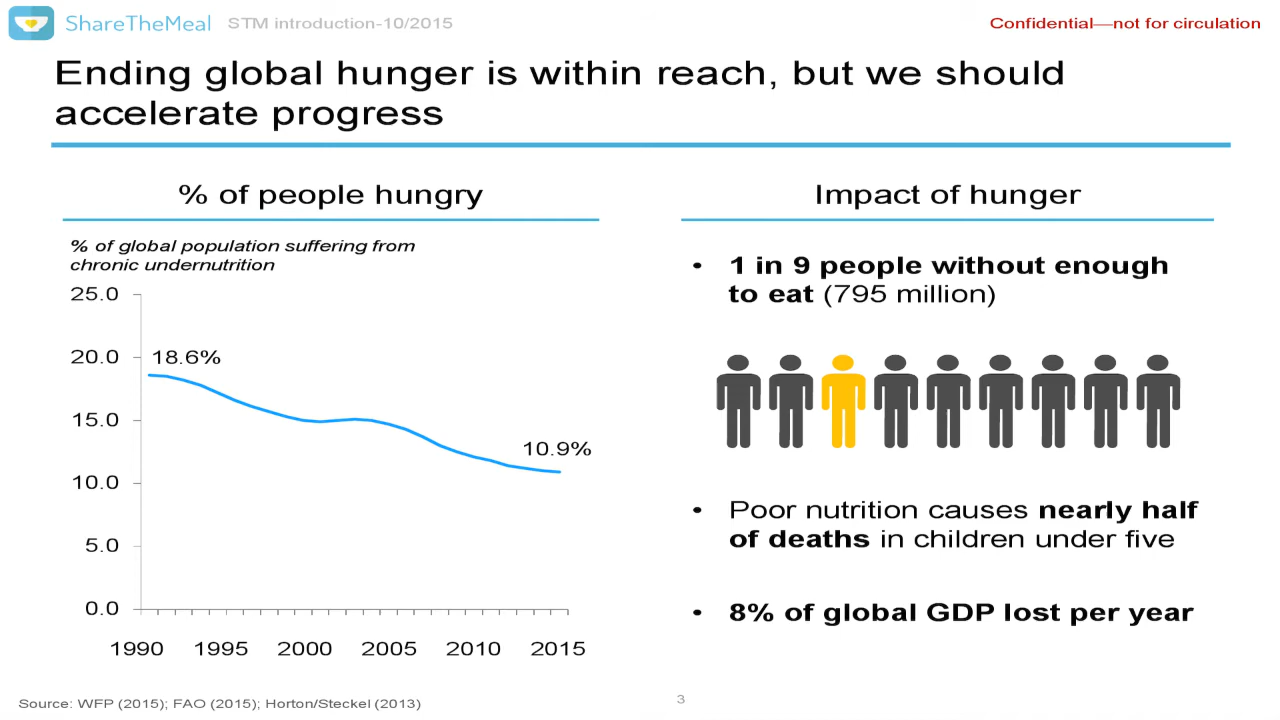 ShareTheMeal STM introduction-10/2015 Confidential—not for circulation
Ending global hunger is within reach, but we should
accelerate progress
% of people hungry
% of global population suffering from
chronic undernutrition
25.0
20.0
15.0
10.0
5.0
0.0
18.6%
10.9%
1990 1995 2000 2005 2010 2015
Impact of hunger
• 1 in 9 people without enough
to eat (795 million)
• Poor nutrition causes nearly half
of deaths in children under five
• 8% of global GDP lost per year
Source: WFP (2015); FAO (2015); Horton/Steckel (2013)
3